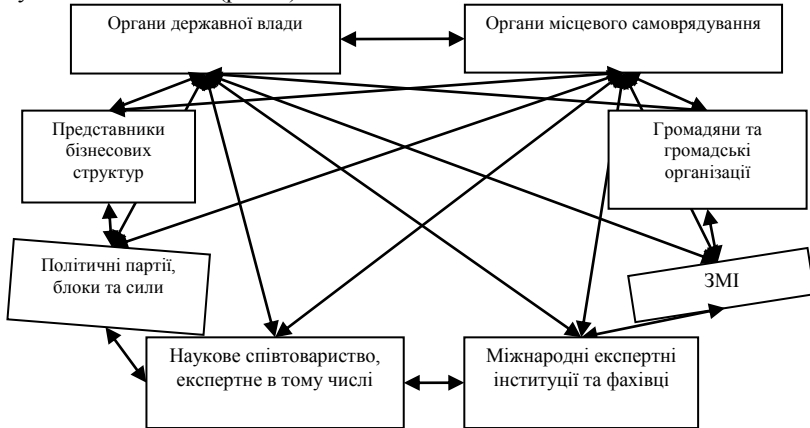 Органи державної влади
Органи місцевого самоврядування
Представники
бізнесових
структур
Громадяни та
громадські
організації
Політичні партії,
блоки та сили
ЗМІ
Наукове співтовариство,
експертне в тому числі
Міжнародні експертні
інституції та фахівці